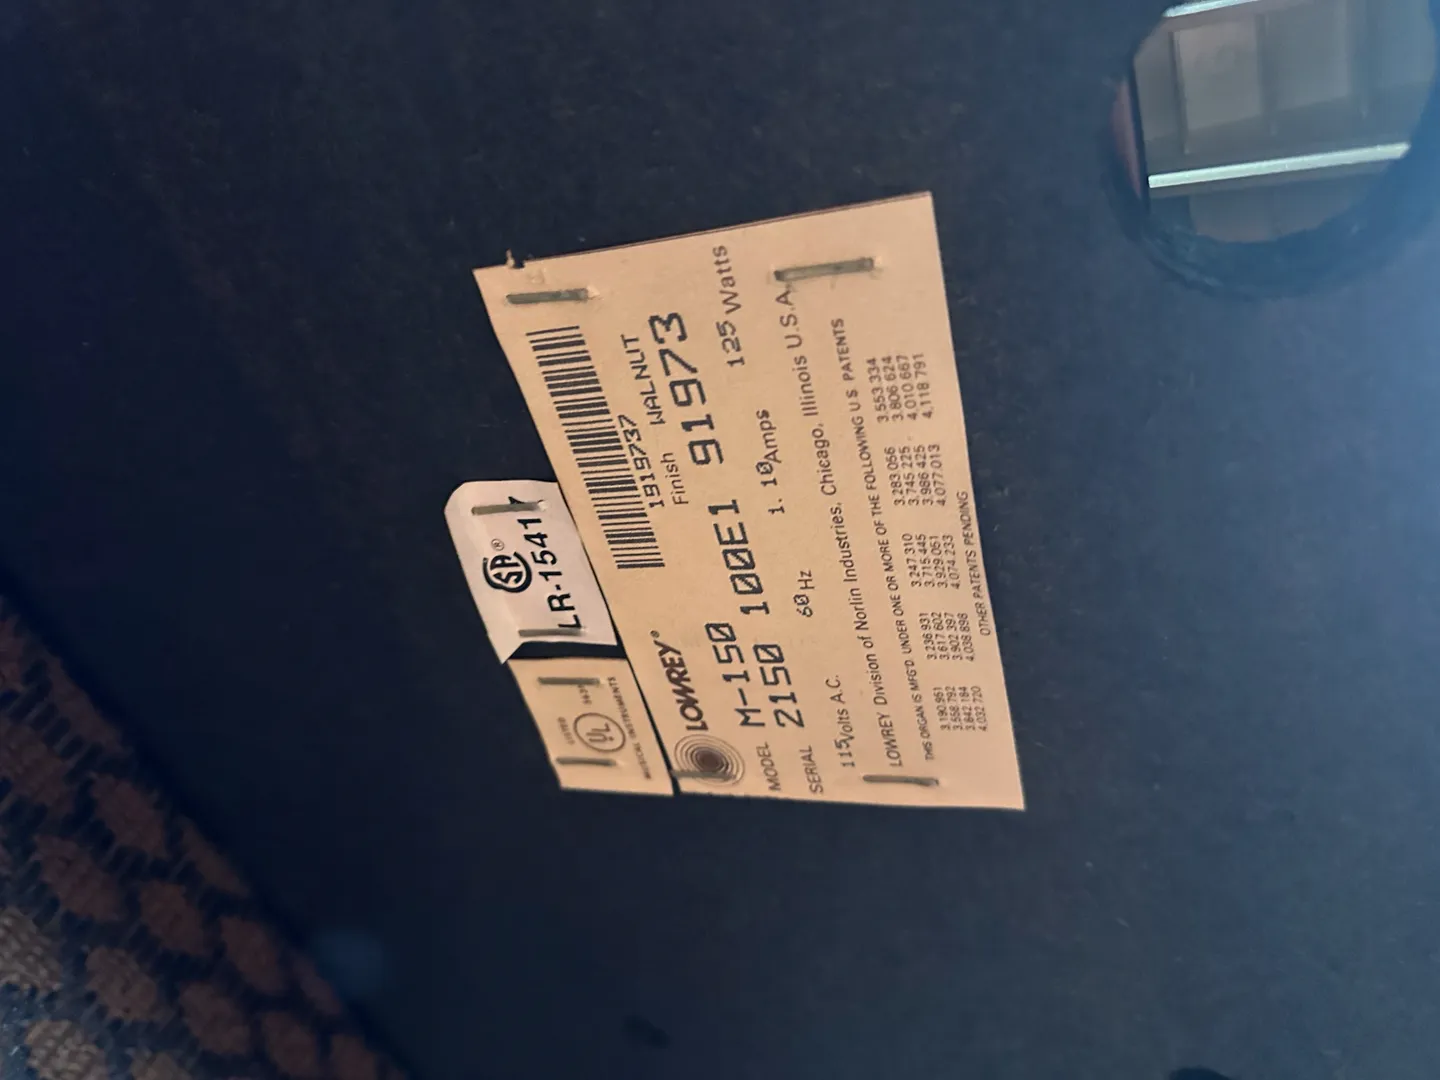 LISTED
UL
MUSICAL INSTRUMENTS
SA®
LR-15417
LOWREY®
1919737
Finish WALNUT
MODEL M-150
SERIAL 2150 100E1 91973
115Volts A.C. 60Hz 1.10Amps 125Watts
LOWREY Division of Norlin Industries, Chicago, Illinois U.S.A.
THIS ORGAN IS MFG'D. UNDER ONE OR MORE OF THE FOLLOWING U.S. PATENTS
3,190,951 3,236,931 3,247,310 3,283,056 3,553,334
3,558,792 3,617,602 3,715,445 3,745,225 3,806,624
3,842,184 3,902,397 3,929,051 3,986,425 4,010,667
4,032,720 4,038,898 4,074,233 4,077,013 4,118,791
OTHER PATENTS PENDING